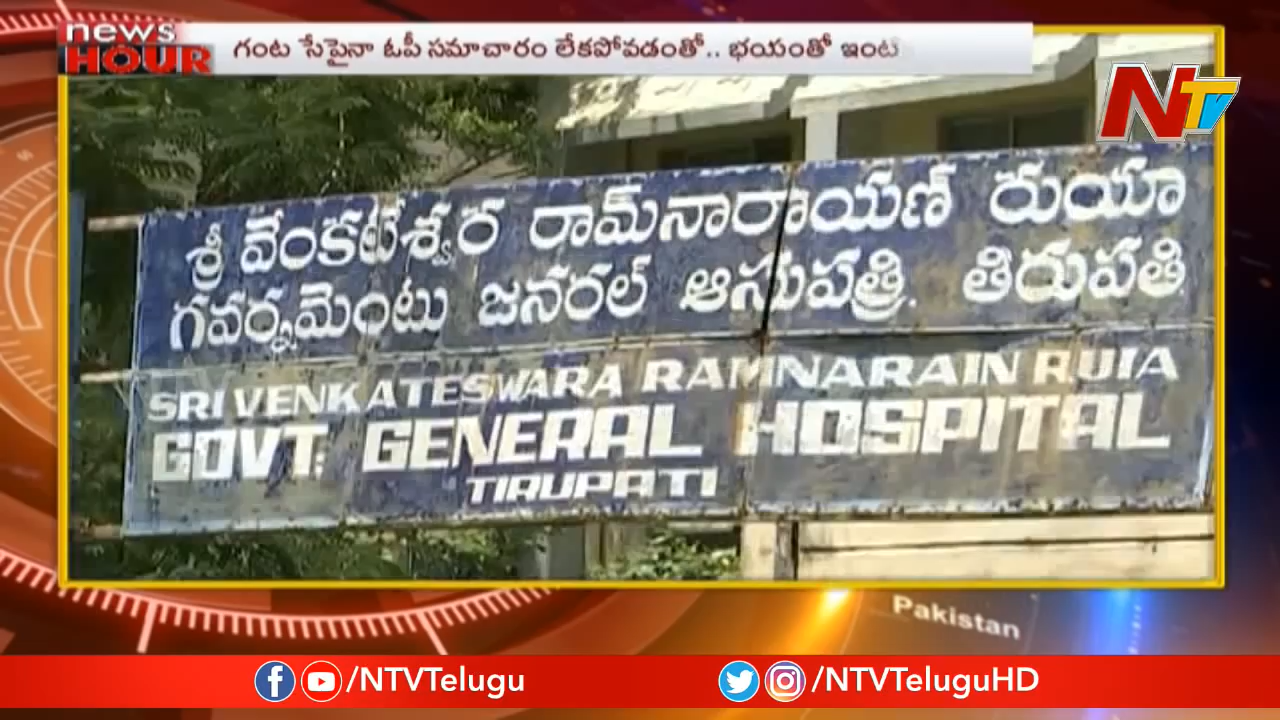 news
HOUR
గంట సేపైనా ఓపీ సమాచారం లేకపోవడంతో.. భయంతో ఇంటి
NTV
శ్రీ వేంకటేశ్వర రామ్‌నారాయణ్ రుయా
గవర్నమెంటు జనరల్ ఆసుపత్రి. తిరుపతి
SRI VENKATESWARA RAMNARAIN RUIA
GOVT: GENERAL HOSPITAL
TIRUPATI
Pakistan
/NTVTelugu
/NTVTeluguHD